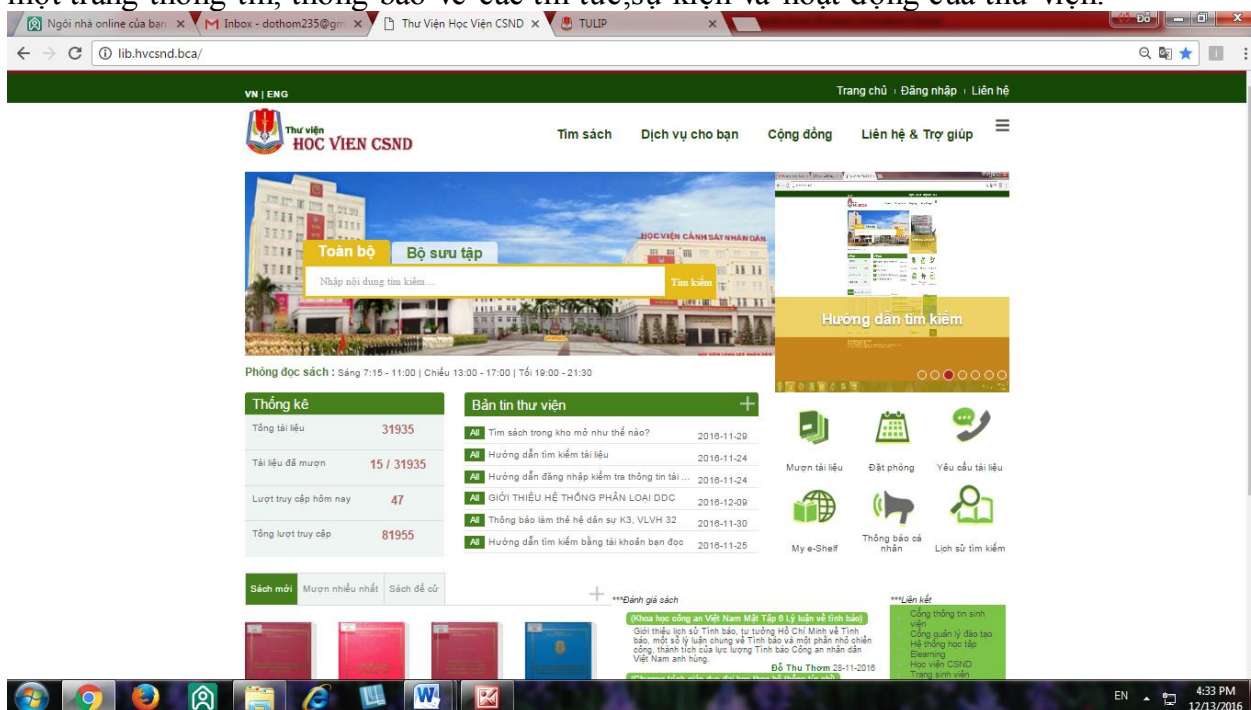 một trang thông tin, thông báo về các tin tức,sự kiện và hoạt động của thư viện.
Ngôi nhà online của bạn
Inbox - dothom235@gm
Thư Viện Học Viện CSND
TULIP
Đỗ
lib.hvcsnd.bca/
VN | ENG
Trang chủ
Đăng nhập
Liên hệ
Thư viện
HOC VIEN CSND
Tìm sách
Dịch vụ cho bạn
Cộng đồng
Liên hệ & Trợ giúp
HỌC VIỆN CẢNH SÁT NHÂN DÂN
Toàn bộ
Bộ sưu tập
Nhập nội dung tìm kiếm...
Tìm kiếm
Hướng dẫn tìm kiếm
Phòng đọc sách : Sáng 7:15 - 11:00 | Chiều 13:00 - 17:00 | Tối 19:00 - 21:30
Thống kê
Tổng tài liệu 31935
Tài liệu đã mượn 15 / 31935
Lượt truy cập hôm nay 47
Tổng lượt truy cập 81955
Bản tin thư viện
All Tìm sách trong kho mở như thế nào? 2016-11-29
All Hướng dẫn tìm kiếm tài liệu 2016-11-24
All Hướng dẫn đăng nhập kiểm tra thông tin tài ... 2016-11-24
All GIỚI THIỆU HỆ THỐNG PHÂN LOẠI DDC 2016-12-09
All Thông báo làm thẻ hệ dân sự K3, VLVH 32 2016-11-30
All Hướng dẫn tìm kiếm bằng tài khoản bạn đọc 2016-11-25
Mượn tài liệu
Đặt phòng
Yêu cầu tài liệu
My e-Shelf
Thông báo cá nhân
Lịch sử tìm kiếm
Sách mới
Mượn nhiều nhất
Sách đề cử
***Đánh giá sách
(Khoa học công an Việt Nam Mật Tập 6 Lý luận về tình báo)
Giới thiệu lịch sử Tình báo, tư tưởng Hồ Chí Minh về Tình
báo, một số lý luận chung về Tình báo và một phần nhỏ chiến
công, thành tích của lực lượng Tình báo Công an nhân dân
Việt Nam anh hùng.
Đỗ Thu Thơm 28-11-2016
(Chương trình giáo dục đại học theo hệ thống tín chỉ)
***Liên kết
Cổng thông tin sinh
viên
Cổng quản lý đào tạo
Hệ thống học tập
Elearning
Học viện CSND
Trang sinh viên
EN
4:33 PM
12/13/2016